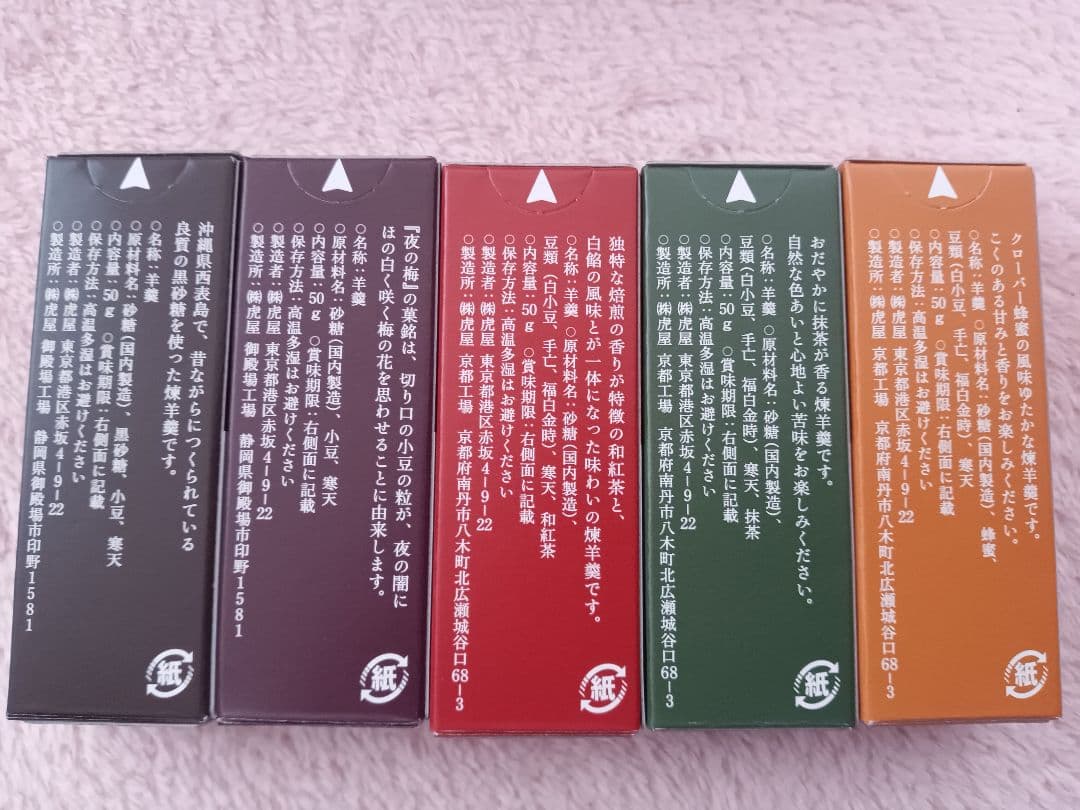 沖縄県西表島で、昔ながらにつくられている
良質の黒砂糖を使った煉羊羹です。
○名称:羊羹
○原材料名:砂糖(国内製造)、黒砂糖、小豆、寒天
○内容量:50g ○賞味期限:右側面に記載
○保存方法:高温多湿はお避けください
○製造者:㈱虎屋 東京都港区赤坂4-9-22
○製造所:㈱虎屋 御殿場工場 静岡県御殿場市印野1581
紙
『夜の梅』の菓銘は、切り口の小豆の粒が、夜の闇に
ほの白く咲く梅の花を思わせることに由来します。
○名称:羊羹
○原材料名:砂糖(国内製造)、小豆、寒天
○内容量:50g ○賞味期限:右側面に記載
○保存方法:高温多湿はお避けください
○製造者:㈱虎屋 東京都港区赤坂4-9-22
○製造所:㈱虎屋 御殿場工場 静岡県御殿場市印野1581
紙
独特な焙煎の香りが特徴の和紅茶と、
白餡の風味とが一体になった味わいの煉羊羹です。
○名称:羊羹 ○原材料名:砂糖(国内製造)、
豆類(白小豆、手亡、福白金時)、寒天、和紅茶
○内容量:50g ○賞味期限:右側面に記載
○保存方法:高温多湿はお避けください
○製造者:㈱虎屋 東京都港区赤坂4-9-22
○製造所:㈱虎屋 京都工場 京都府南丹市八木町北広瀬城谷口68-3
紙
おだやかに抹茶が香る煉羊羹です。
自然な色あいと心地よい苦味をお楽しみください。
○名称:羊羹 ○原材料名:砂糖(国内製造)、
豆類(白小豆、手亡、福白金時)、寒天、抹茶
○内容量:50g ○賞味期限:右側面に記載
○保存方法:高温多湿はお避けください
○製造者:㈱虎屋 東京都港区赤坂4-9-22
○製造所:㈱虎屋 京都工場 京都府南丹市八木町北広瀬城谷口68-3
紙
クローバー蜂蜜の風味ゆたかな煉羊羹です。
こくのある甘みと香りをお楽しみください。
○名称:羊羹 ○原材料名:砂糖(国内製造)、蜂蜜、
豆類(白小豆、手亡、福白金時)、寒天
○内容量:50g ○賞味期限:右側面に記載
○保存方法:高温多湿はお避けください
○製造者:㈱虎屋 東京都港区赤坂4-9-22
○製造所:㈱虎屋 京都工場 京都府南丹市八木町北広瀬城谷口68-3
紙